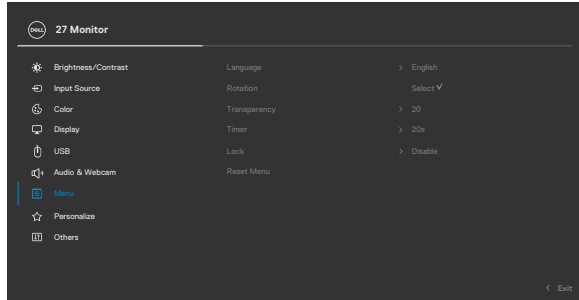 DELL 27 Monitor
Brightness/Contrast Language > English
Input Source Rotation Select √
Color Transparency > 20
Display Timer > 20s
USB Lock > Disable
Audio & Webcam Reset Menu
Menu
Personalize
Others
< Exit